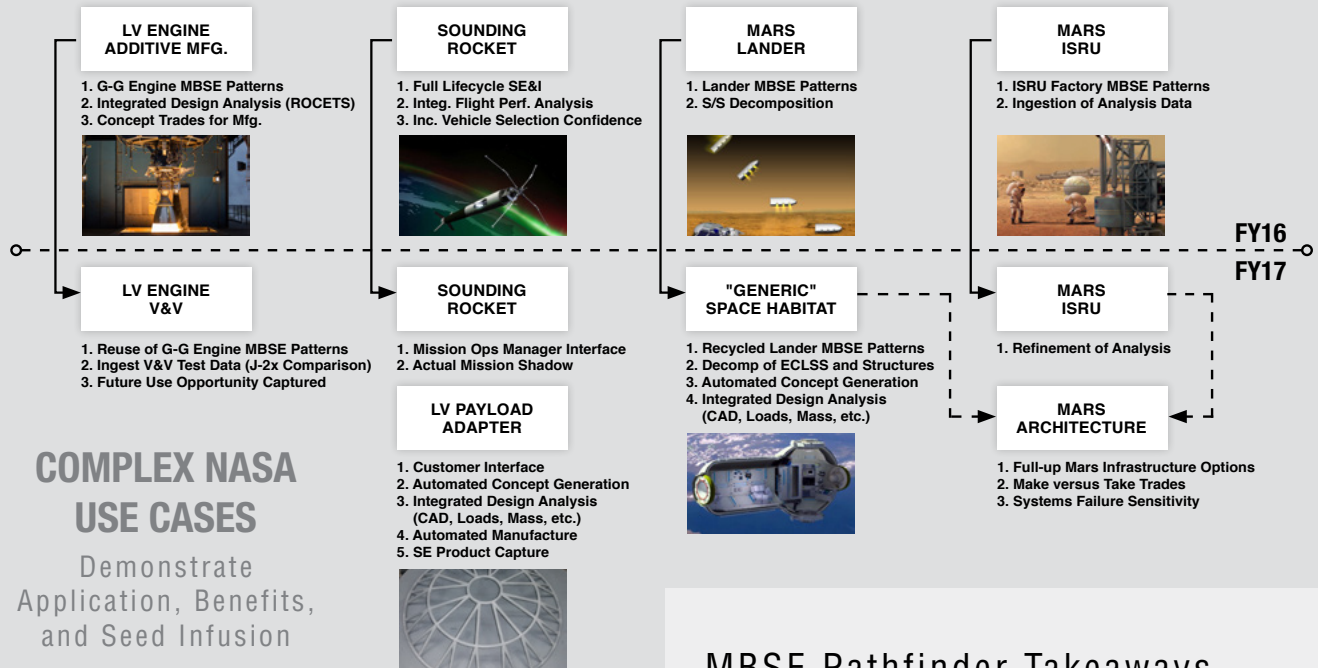 LV ENGINE
ADDITIVE MFG.
1. G-G Engine MBSE Patterns
2. Integrated Design Analysis (ROCETS)
3. Concept Trades for Mfg.
SOUNDING
ROCKET
1. Full Lifecycle SE&I
2. Integ. Flight Perf. Analysis
3. Inc. Vehicle Selection Confidence
MARS
LANDER
1. Lander MBSE Patterns
2. S/S Decomposition
MARS
ISRU
1. ISRU Factory MBSE Patterns
2. Ingestion of Analysis Data
FY16
FY17
LV ENGINE
V&V
1. Reuse of G-G Engine MBSE Patterns
2. Ingest V&V Test Data (J-2x Comparison)
3. Future Use Opportunity Captured
SOUNDING
ROCKET
1. Mission Ops Manager Interface
2. Actual Mission Shadow
LV PAYLOAD
ADAPTER
1. Customer Interface
2. Automated Concept Generation
3. Integrated Design Analysis
(CAD, Loads, Mass, etc.)
4. Automated Manufacture
5. SE Product Capture
"GENERIC"
SPACE HABITAT
1. Recycled Lander MBSE Patterns
2. Decomp of ECLSS and Structures
3. Automated Concept Generation
4. Integrated Design Analysis
(CAD, Loads, Mass, etc.)
MARS
ISRU
1. Refinement of Analysis
MARS
ARCHITECTURE
1. Full-up Mars Infrastructure Options
2. Make versus Take Trades
3. Systems Failure Sensitivity
COMPLEX NASA
USE CASES
Demonstrate
Application, Benefits,
and Seed Infusion
MBSE Pathfinder Takeaways